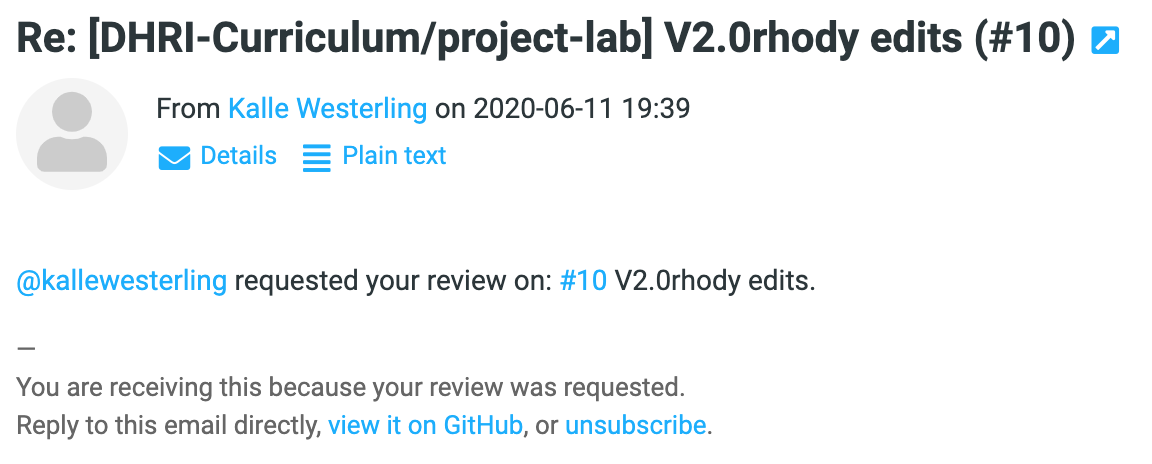 Re: [DHRI-Curriculum/project-lab] V2.0rhody edits (#10)
From Kalle Westerling on 2020-06-11 19:39
Details Plain text
@kallewesterling requested your review on: #10 V2.0rhody edits.
—
You are receiving this because your review was requested.
Reply to this email directly, view it on GitHub, or unsubscribe.